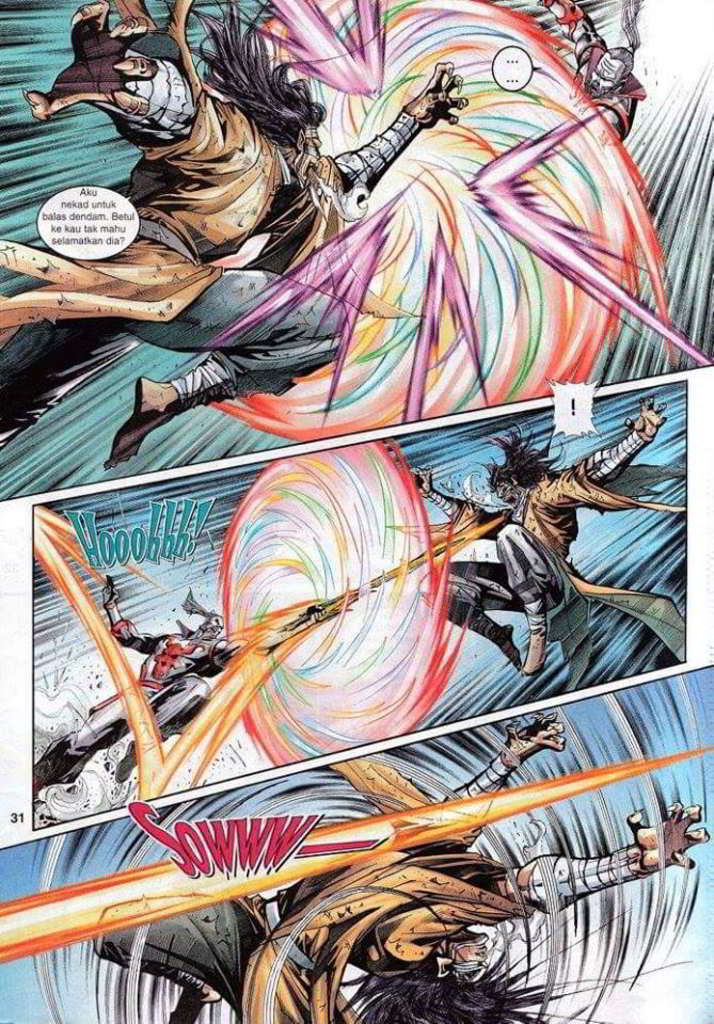 ... ...
Aku
nekad untuk
balas dendam. Betul
ke kau tak mahu
selamatkan dia?
!
Hooohhh!
31
SOWWW—